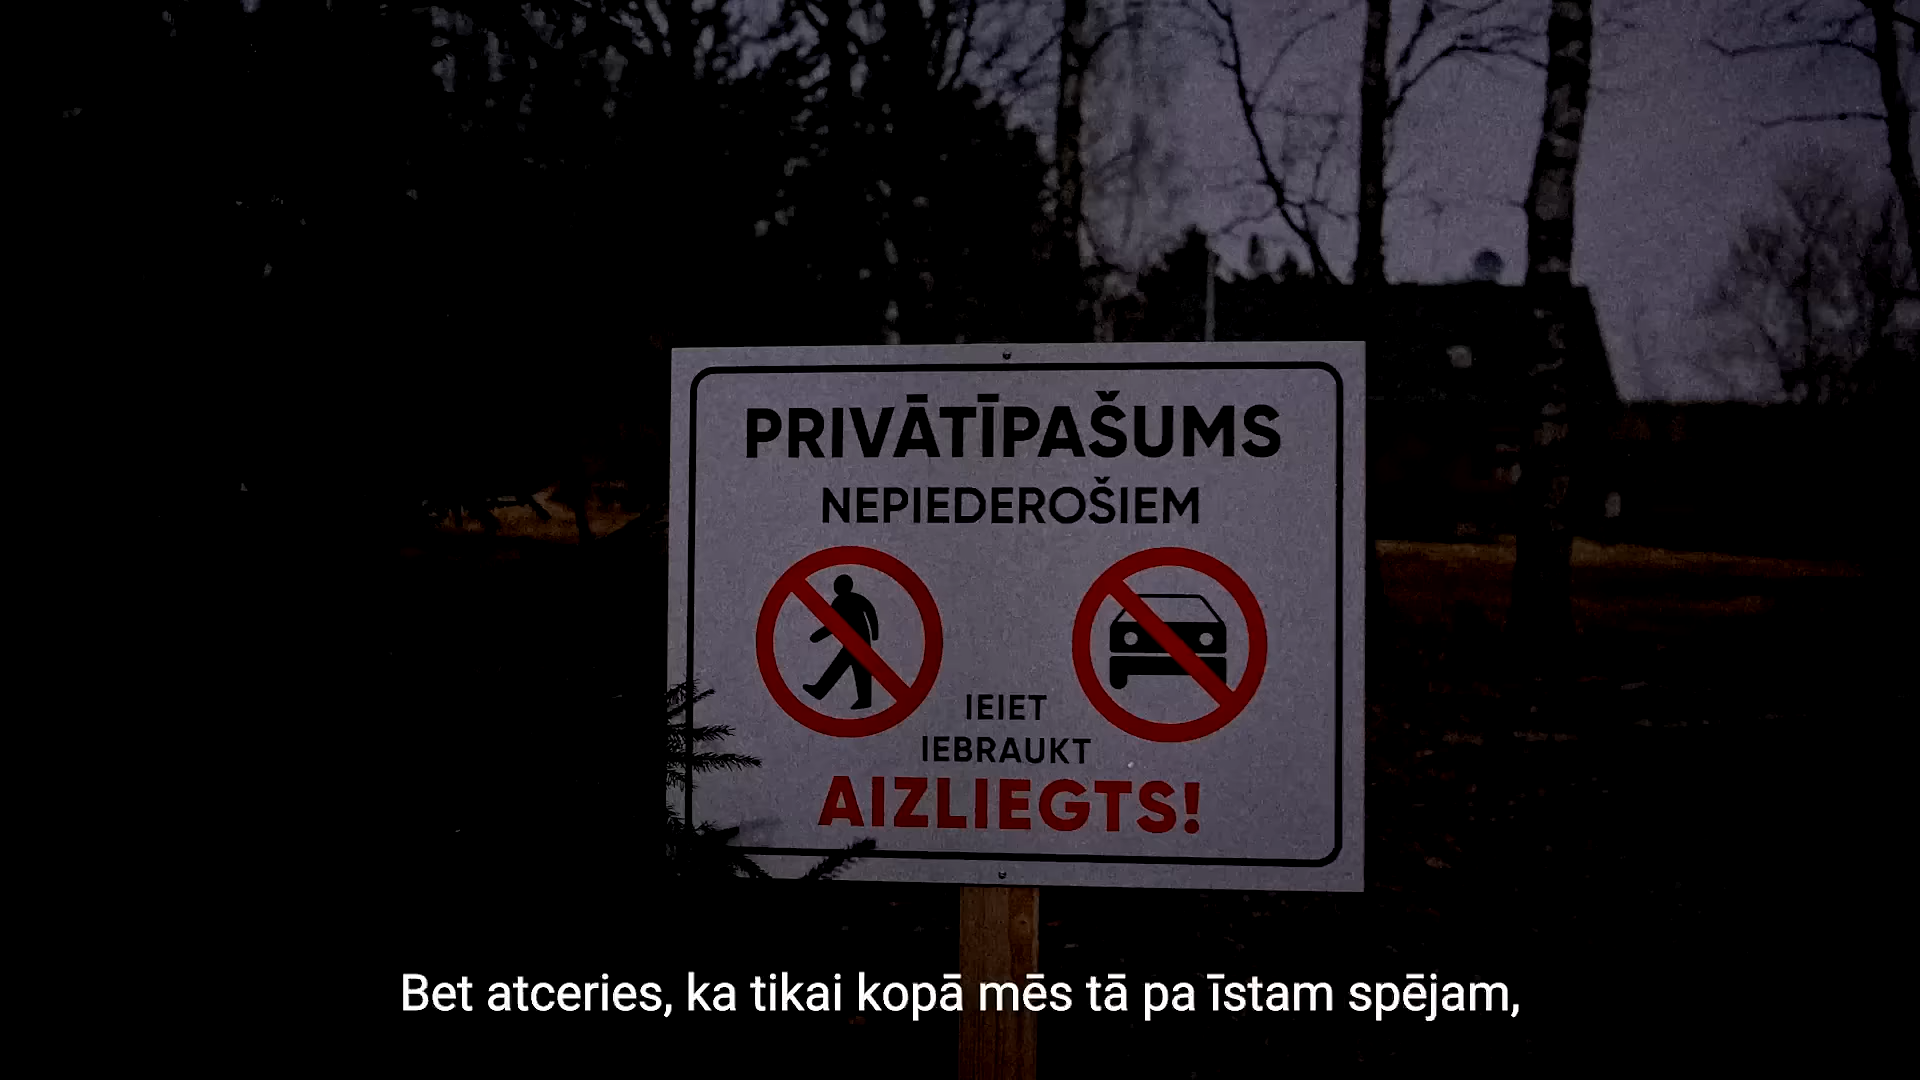 PRIVĀTĪPAŠUMS
NEPIEDEROŠIEM
IEIET
IEBRAUKT
AIZLIEGTS!
Bet atceries, ka tikai kopā mēs tā pa īstam spējam,